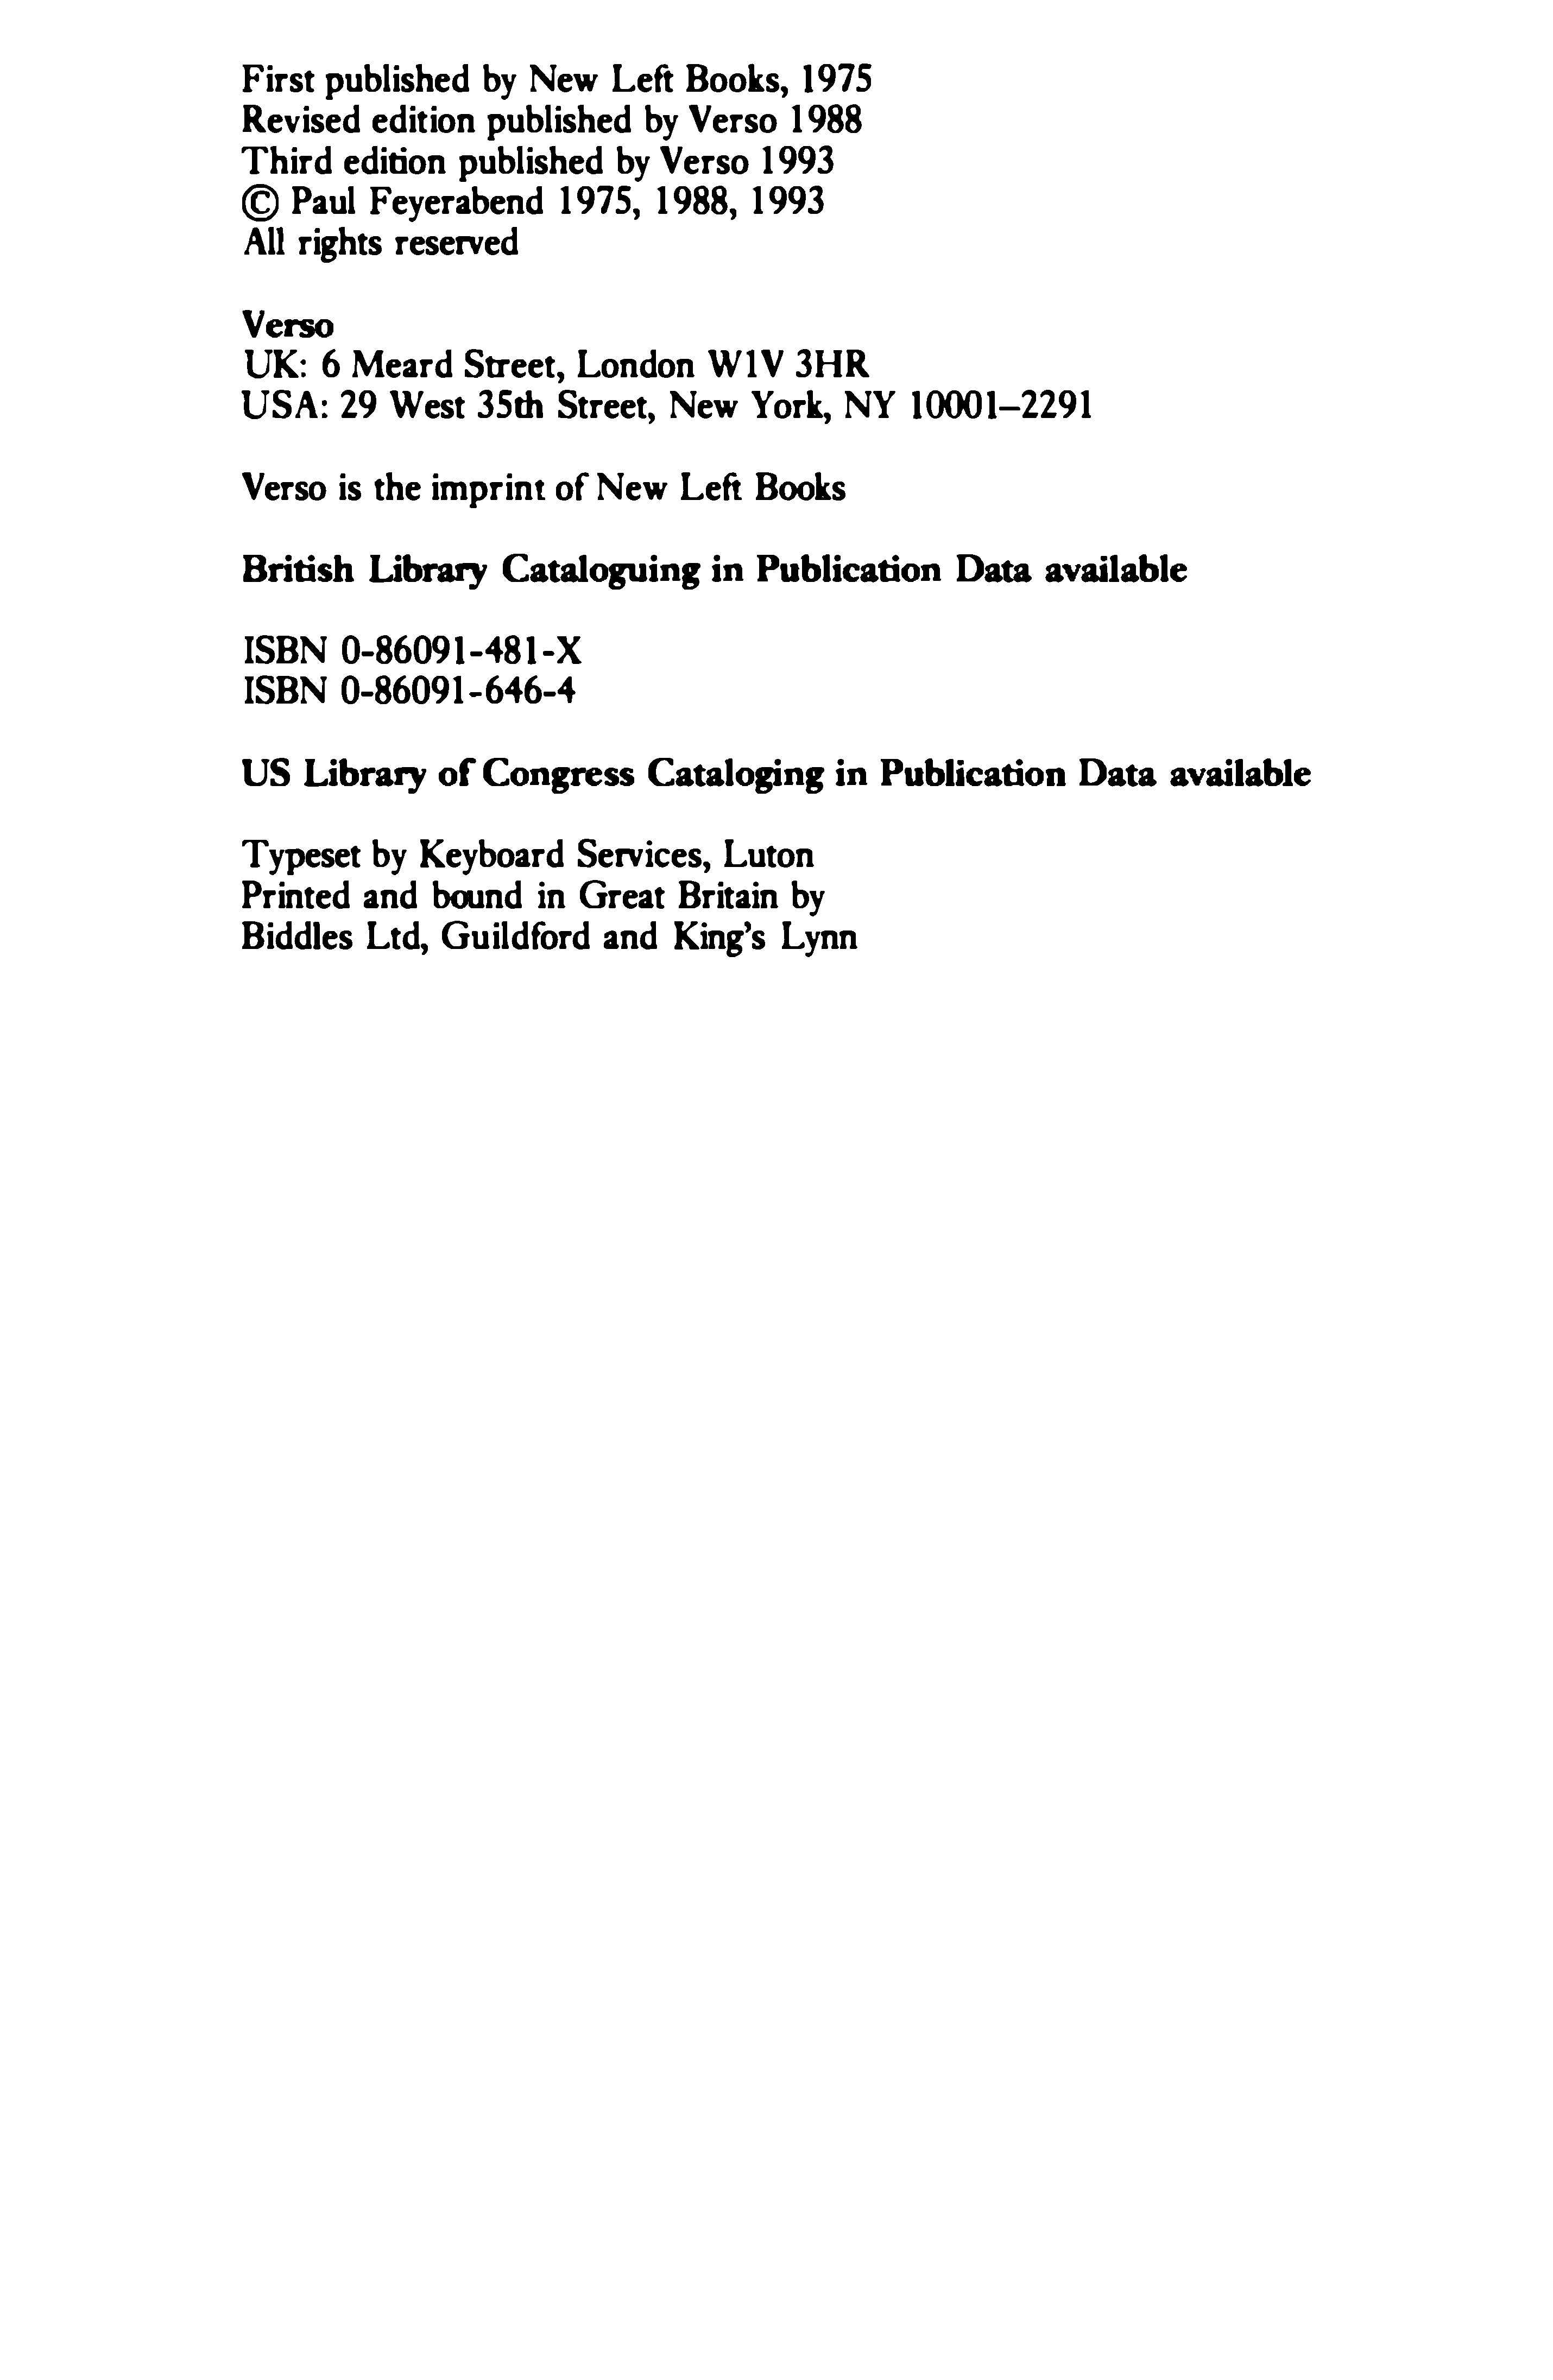 First published by New Left Books, 1975
Revised edition published by Verso 1988
Third edition published by Verso 1993
© Paul Feyerabend 1975, 1988, 1993
All rights reserved
Verso
UK: 6 Meard Street, London W1V 3HR
USA: 29 West 35th Street, New York, NY 10001–2291
Verso is the imprint of New Left Books
British Library Cataloguing in Publication Data available
ISBN 0-86091-481-X
ISBN 0-86091-646-4
US Library of Congress Cataloging in Publication Data available
Typeset by Keyboard Services, Luton
Printed and bound in Great Britain by
Biddles Ltd, Guildford and King's Lynn